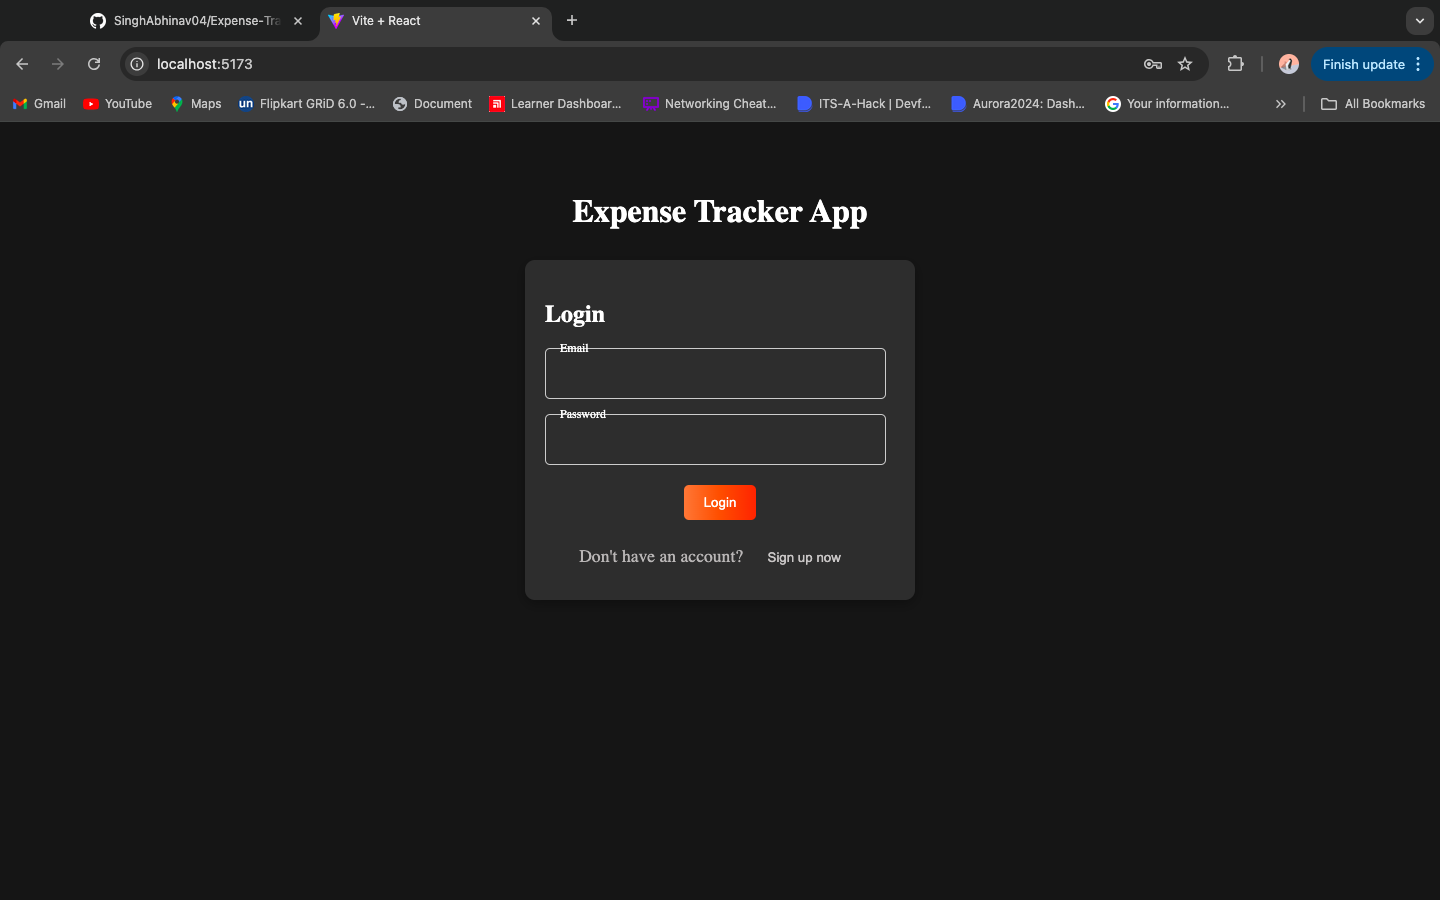 SinghAbhinav04/Expense-Tra
Vite + React
localhost:5173
Finish update
Gmail
YouTube
Maps
un Flipkart GRiD 6.0 -...
Document
Learner Dashboar...
Networking Cheat...
ITS-A-Hack | Devf...
Aurora2024: Dash...
Your information...
All Bookmarks
Expense Tracker App
Login
Email
Password
Login
Don't have an account? Sign up now